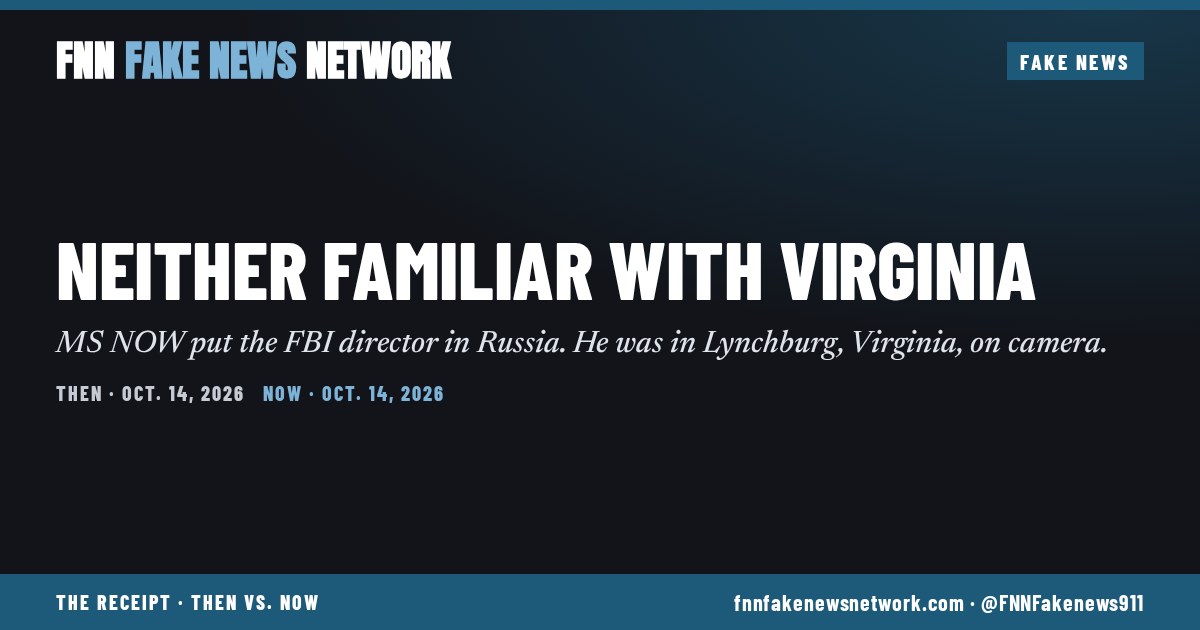 FNN FAKE NEWS NETWORK
FAKE NEWS
NEITHER FAMILIAR WITH VIRGINIA
MS NOW put the FBI director in Russia. He was in Lynchburg, Virginia, on camera.
THEN · OCT. 14, 2026 NOW · OCT. 14, 2026
THE RECEIPT · THEN VS. NOW
fnnfakenewsnetwork.com · @FNNFakenews911